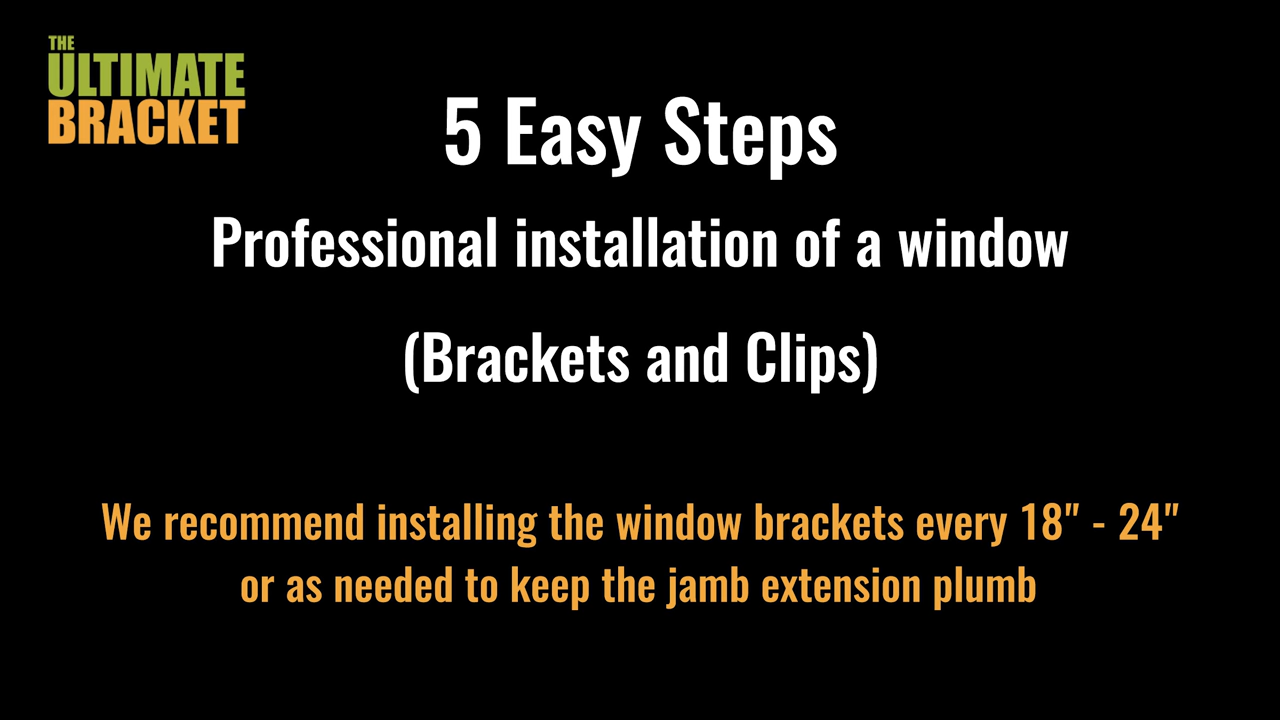 THE
ULTIMATE
BRACKET
5 Easy Steps
Professional installation of a window
(Brackets and Clips)
We recommend installing the window brackets every 18" - 24"
or as needed to keep the jamb extension plumb